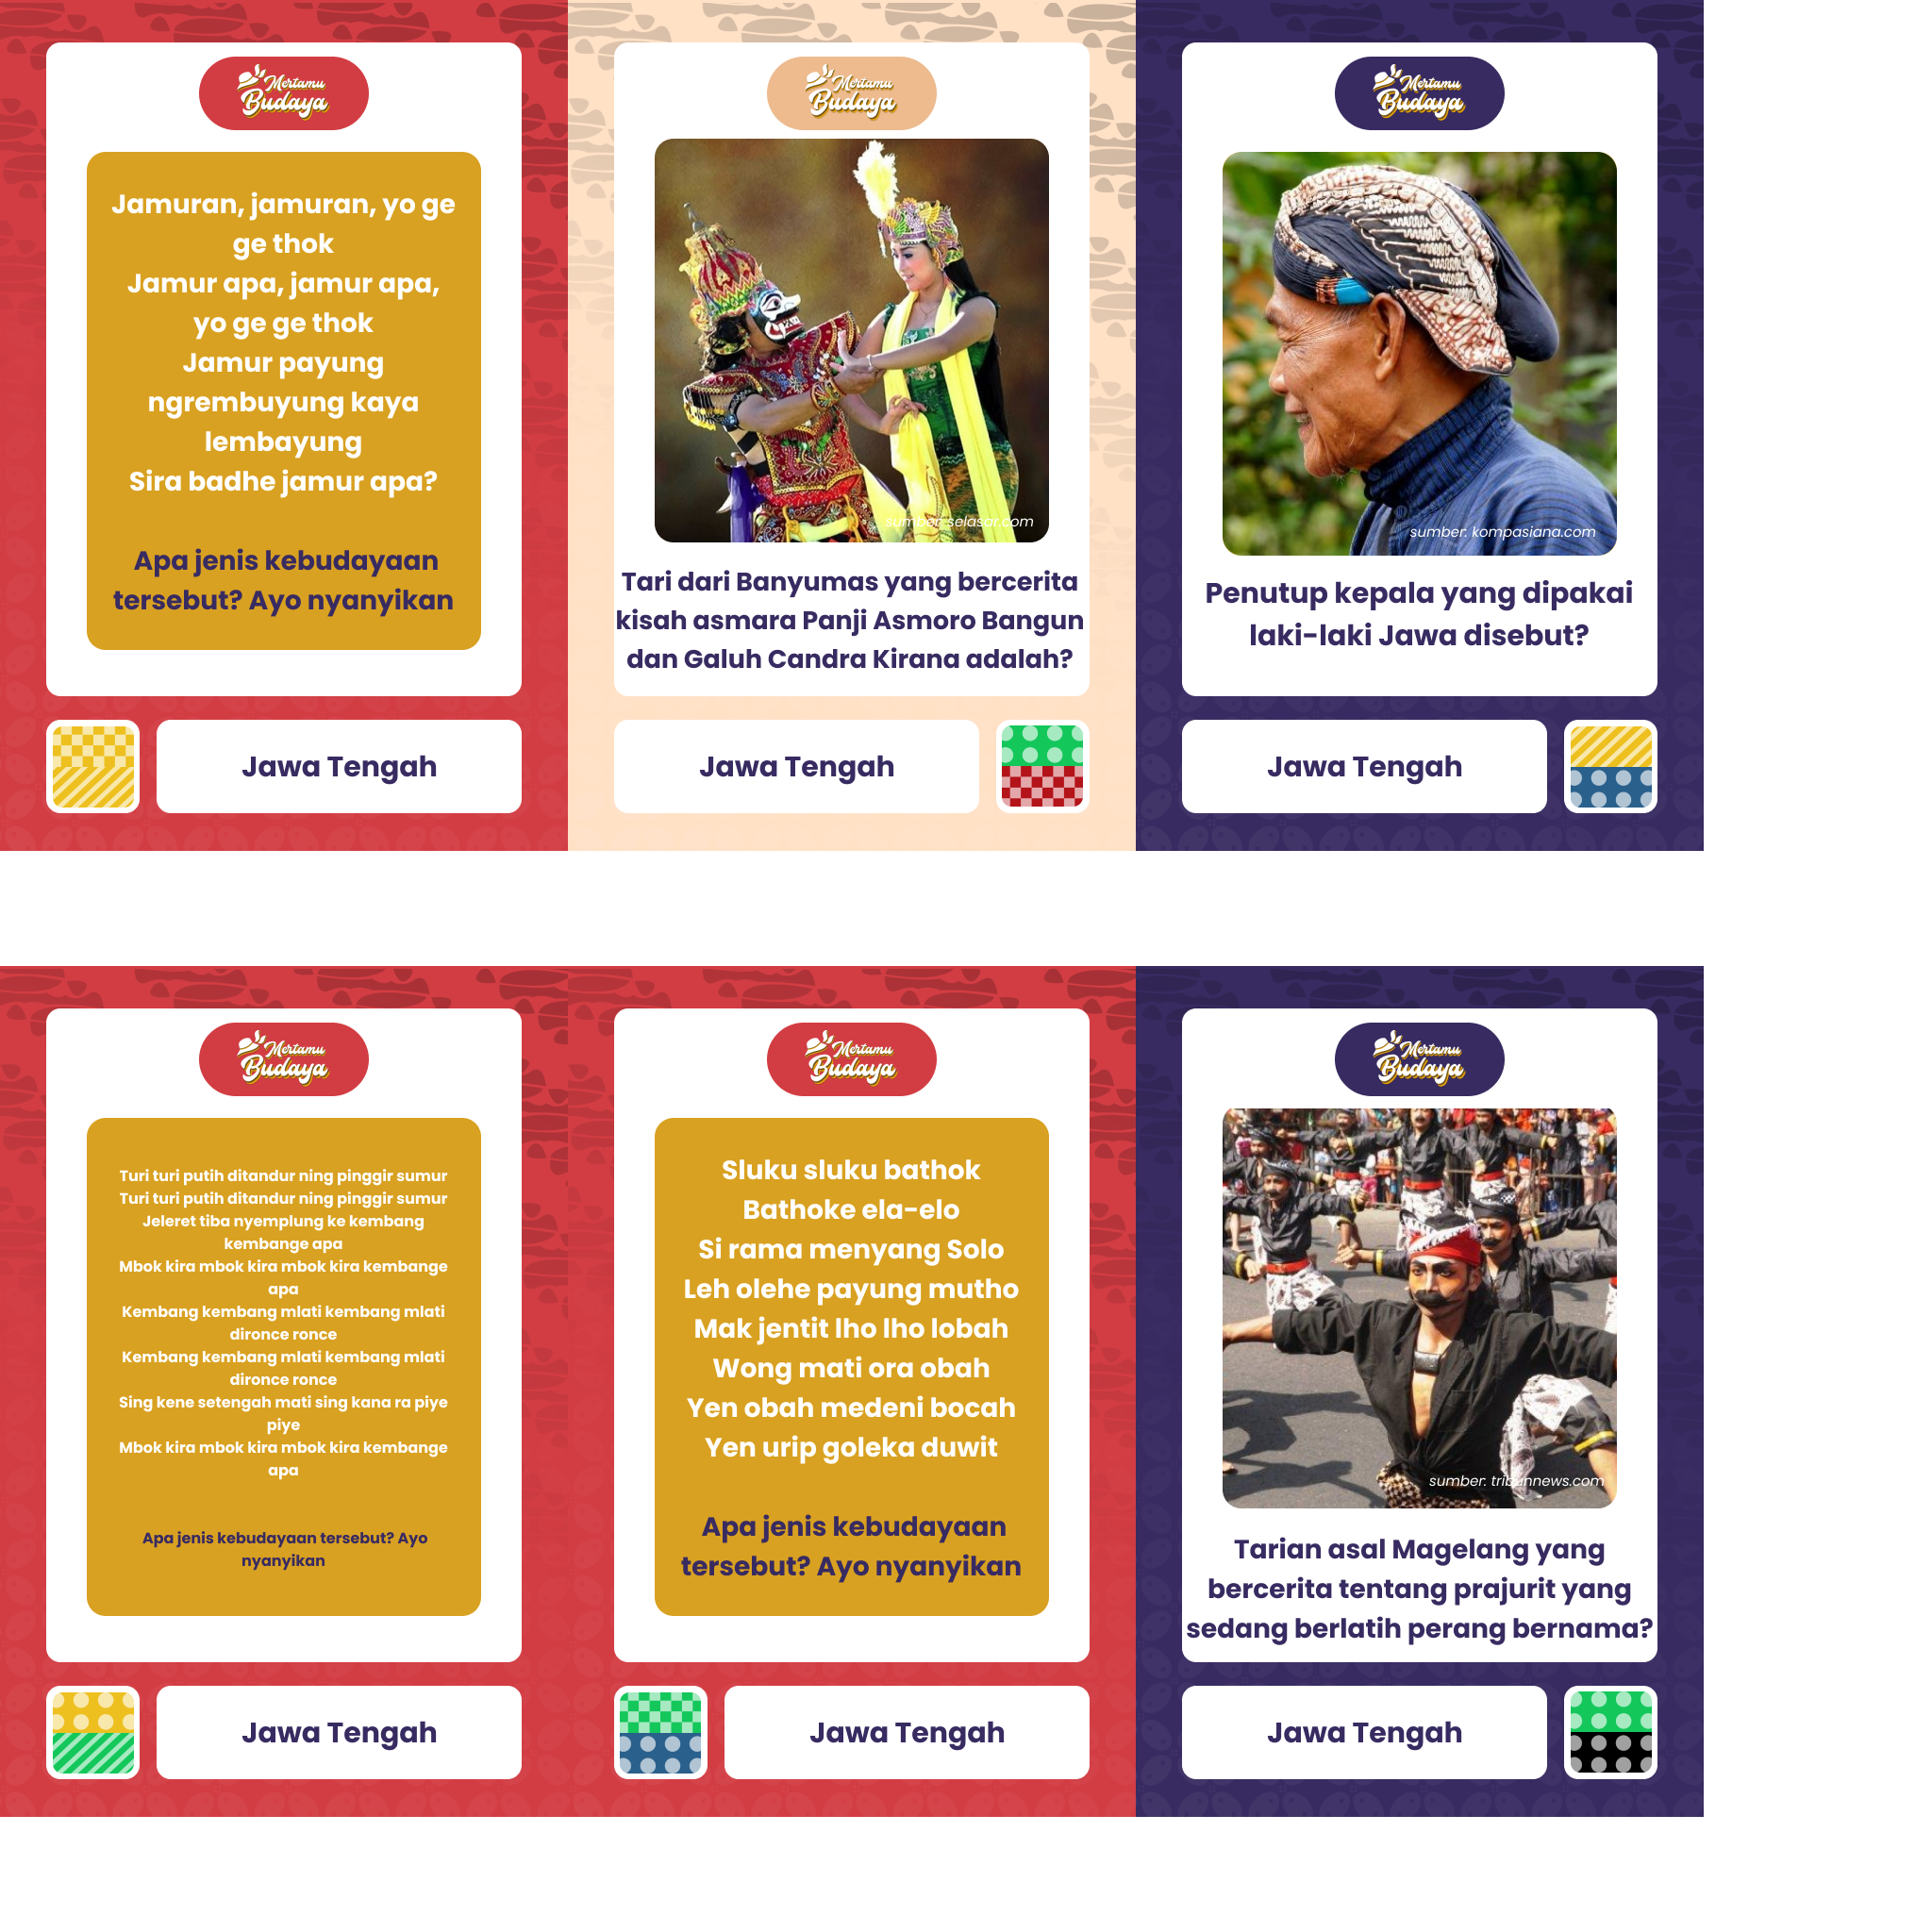 Mertamu
Budaya
Jamuran, jamuran, yo ge
ge thok
Jamur apa, jamur apa,
yo ge ge thok
Jamur payung
ngrembuyung kaya
lembayung
Sira badhe jamur apa?
Apa jenis kebudayaan
tersebut? Ayo nyanyikan
Jawa Tengah
Mertamu
Budaya
sumber: selasar.com
Tari dari Banyumas yang bercerita
kisah asmara Panji Asmoro Bangun
dan Galuh Candra Kirana adalah?
Jawa Tengah
Mertamu
Budaya
sumber: kompasiana.com
Penutup kepala yang dipakai
laki-laki Jawa disebut?
Jawa Tengah
Mertamu
Budaya
Turi turi putih ditandur ning pinggir sumur
Turi turi putih ditandur ning pinggir sumur
Jeleret tiba nyemplung ke kembang
kembange apa
Mbok kira mbok kira mbok kira kembange
apa
Kembang kembang mlati kembang mlati
dironce ronce
Kembang kembang mlati kembang mlati
dironce ronce
Sing kene setengah mati sing kana ra piye
piye
Mbok kira mbok kira mbok kira kembange
apa
Apa jenis kebudayaan tersebut? Ayo
nyanyikan
Jawa Tengah
Mertamu
Budaya
Sluku sluku bathok
Bathoke ela-elo
Si rama menyang Solo
Leh olehe payung mutho
Mak jentit lho lho lobah
Wong mati ora obah
Yen obah medeni bocah
Yen urip goleka duwit
Apa jenis kebudayaan
tersebut? Ayo nyanyikan
Jawa Tengah
Mertamu
Budaya
sumber: tribunnews.com
Tarian asal Magelang yang
bercerita tentang prajurit yang
sedang berlatih perang bernama?
Jawa Tengah